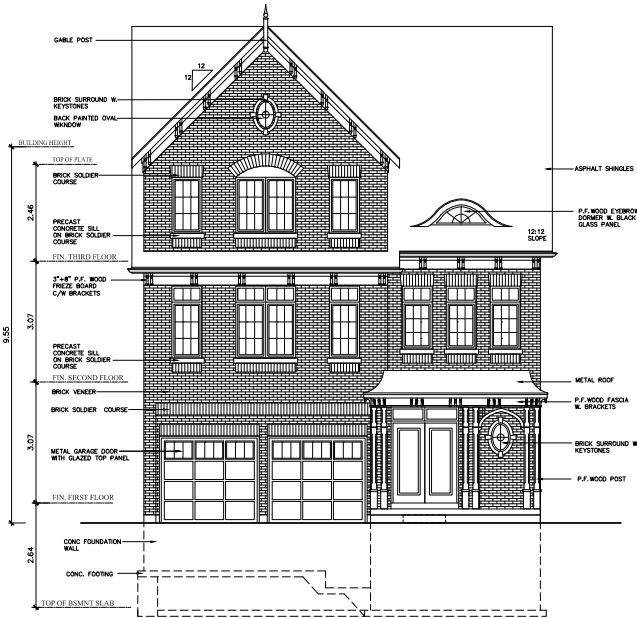 GABLE POST
12
12
BRICK SURROUND W.
KEYSTONES
BACK PAINTED OVAL
WIKNDOW
BUILDING HEIGHT
TOP OF PLATE
ASPHALT SHINGLES
BRICK SOLDIER
COURSE
2.46
P.F. WOOD EYEBROW
DORMER W. BLACK
GLASS PANEL
PRECAST
CONCRETE SILL
ON BRICK SOLDIER
COURSE
12:12
SLOPE
FIN. THIRD FLOOR
3"+8" P.F. WOOD
FRIEZE BOARD
C/W BRACKETS
3.07
9.55
PRECAST
CONCRETE SILL
ON BRICK SOLDIER
COURSE
FIN. SECOND FLOOR
METAL ROOF
BRICK VENEER
P.F. WOOD FASCIA
W. BRACKETS
BRICK SOLDIER COURSE
3.07
METAL GARAGE DOOR
WITH GLAZED TOP PANEL
BRICK SURROUND W
KEYSTONES
P.F. WOOD POST
FIN. FIRST FLOOR
CONC FOUNDATION
WALL
2.64
CONC. FOOTING
TOP OF BSMNT SLAB